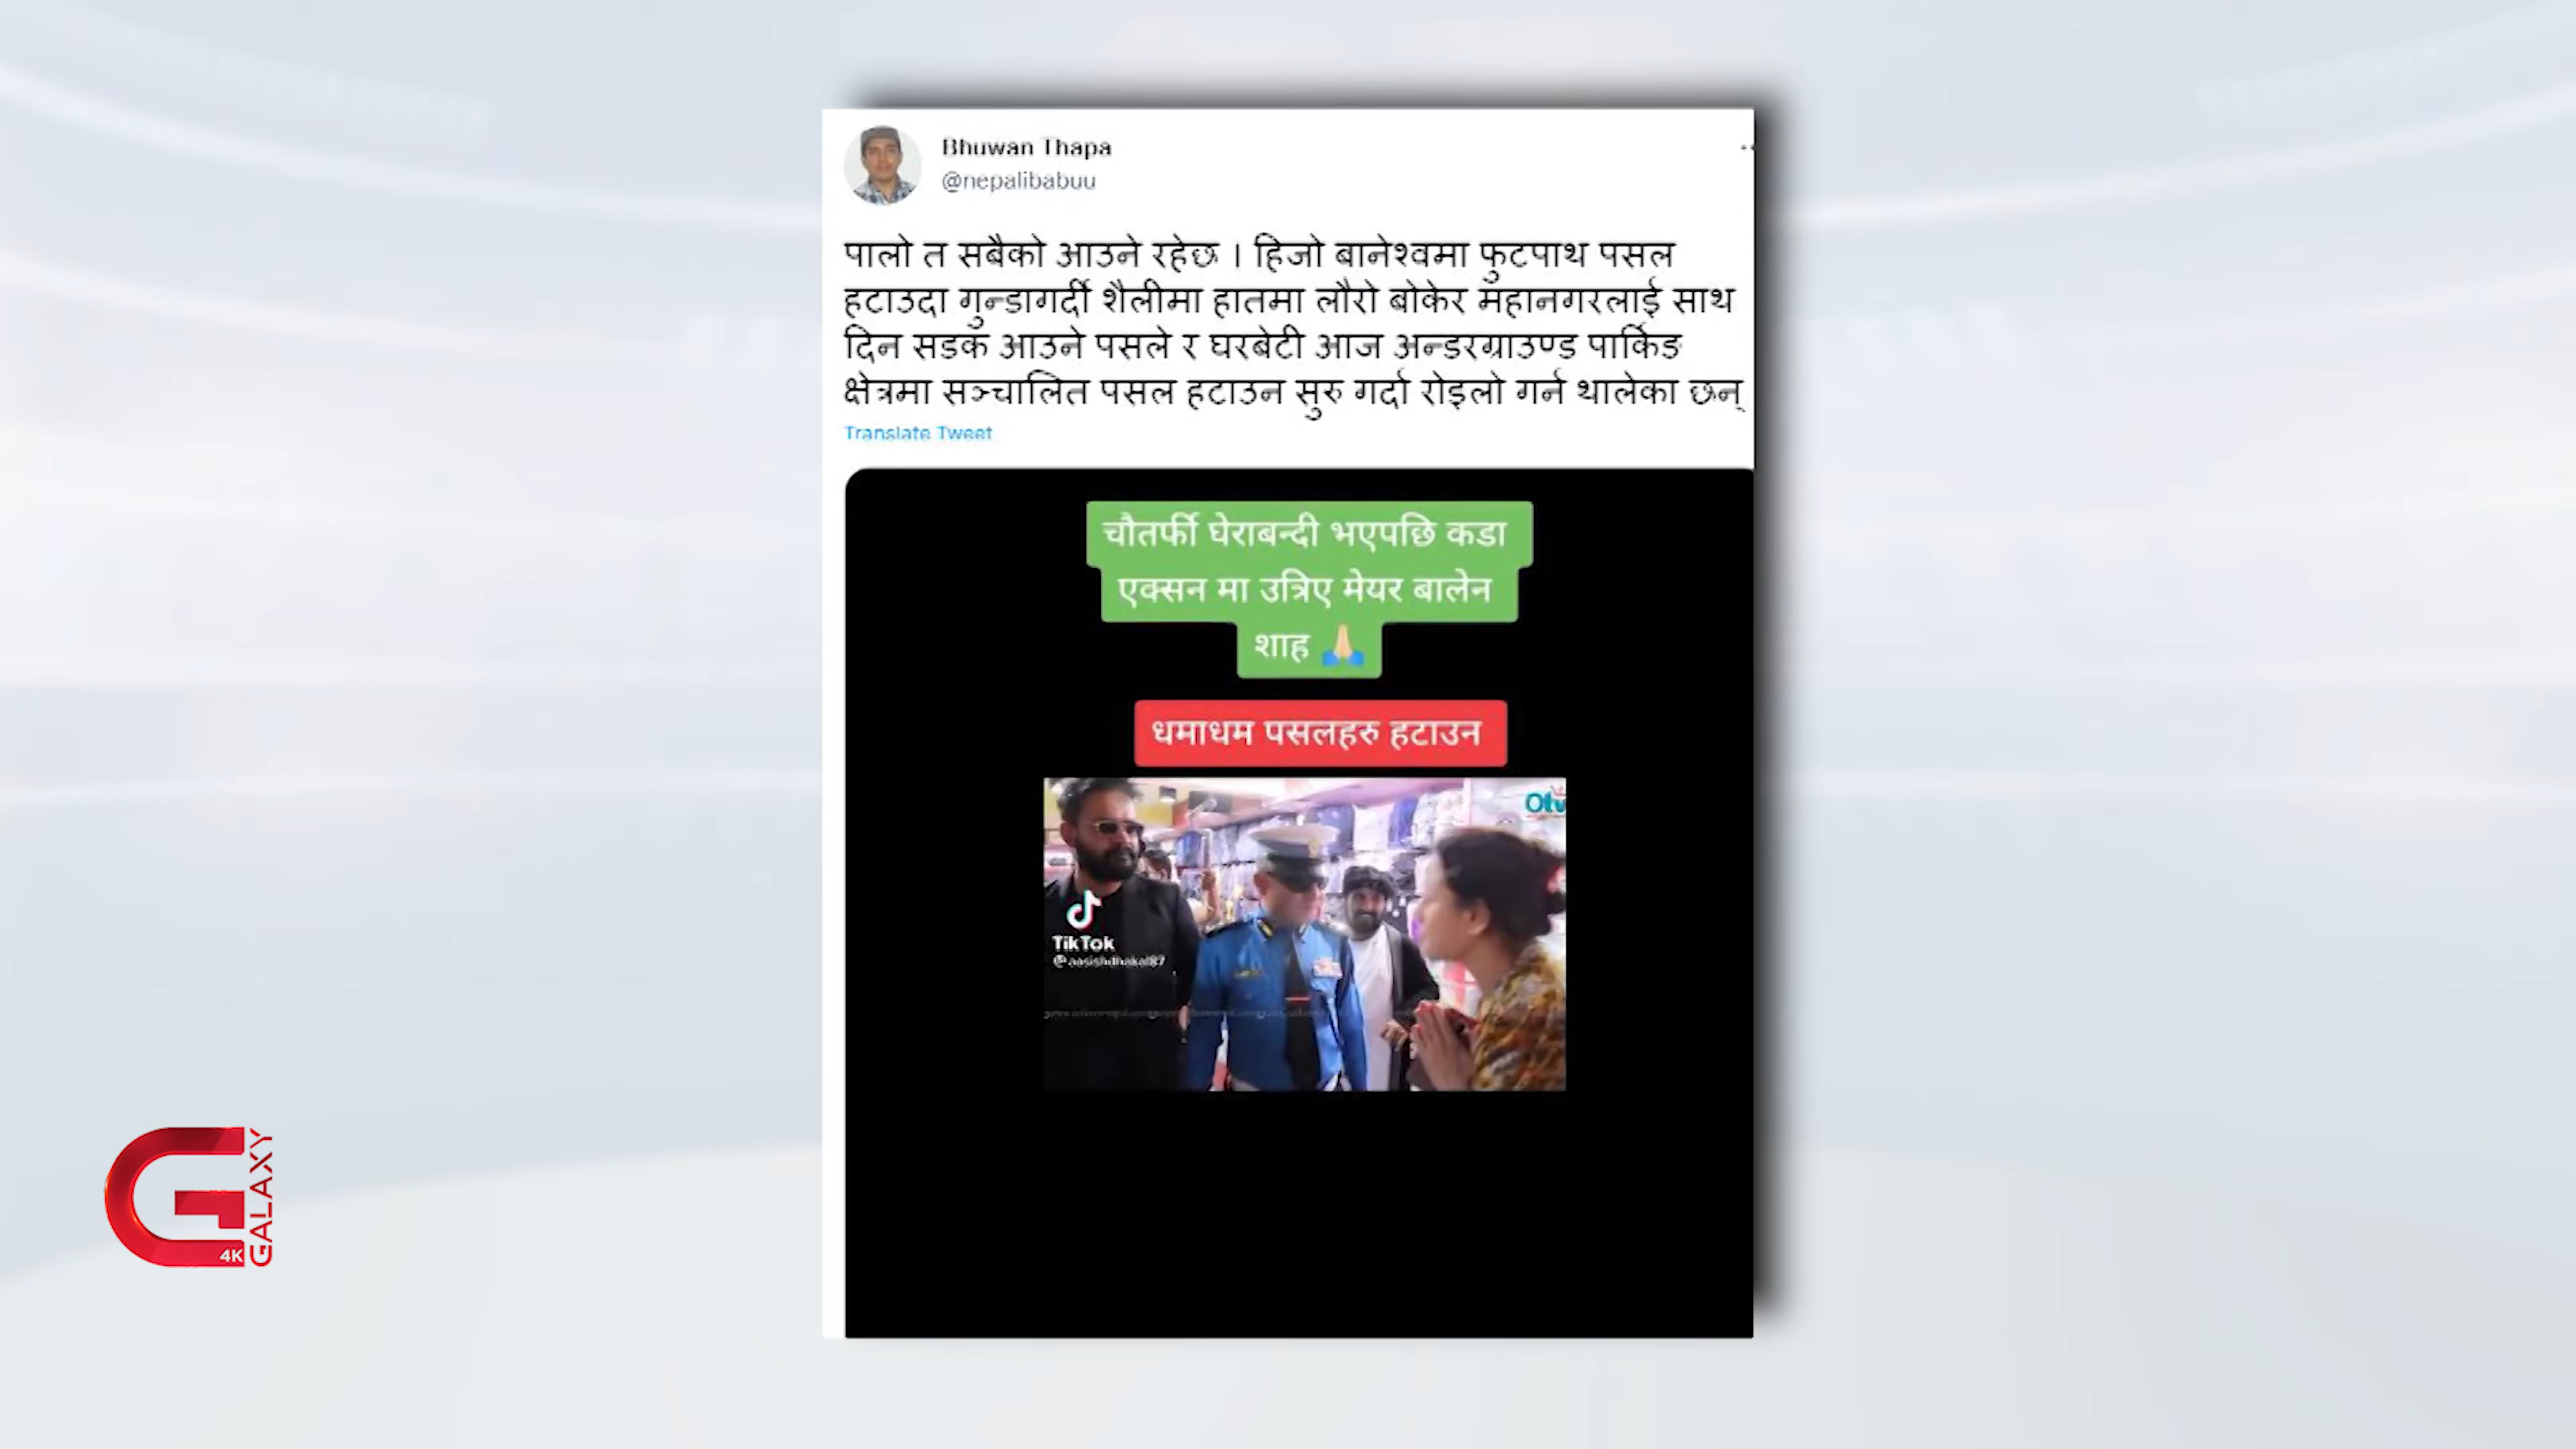 Bhuwan Thapa
@nepalibabuu
पालो त सबैको आउने रहेछ । हिजो बानेश्वमा फुटपाथ पसल
हटाउदा गुन्डागर्दी शैलीमा हातमा लौरो बोकेर महानगरलाई साथ
दिन सडक आउने पसले र घरबेटी आज अन्डरग्राउण्ड पार्किङ
क्षेत्रमा सञ्चालित पसल हटाउन सुरु गर्दा रोइलो गर्न थालेका छन्
Translate Tweet
चौतर्फी घेराबन्दी भएपछि कडा
एक्सन मा उत्रिए मेयर बालेन
शाह 🙏
धमाधम पसलहरु हटाउन
Otv
TikTok
@aasishdhakal87
GALAXY
4K